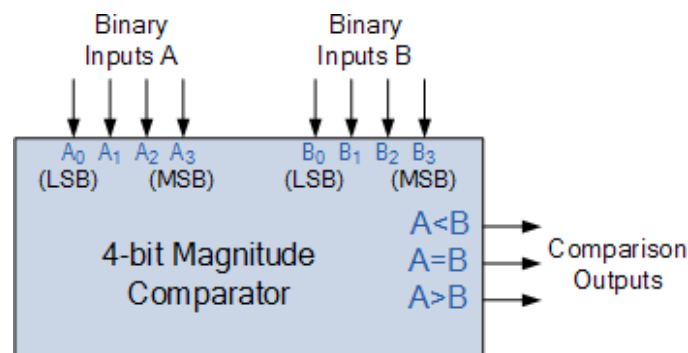 Binary
Inputs A
Binary
Inputs B
A₀ A₁ A₂ A₃
B₀ B₁ B₂ B₃
(LSB) (MSB)
(LSB) (MSB)
A<B
A=B
A>B
4-bit Magnitude
Comparator
Comparison
Outputs